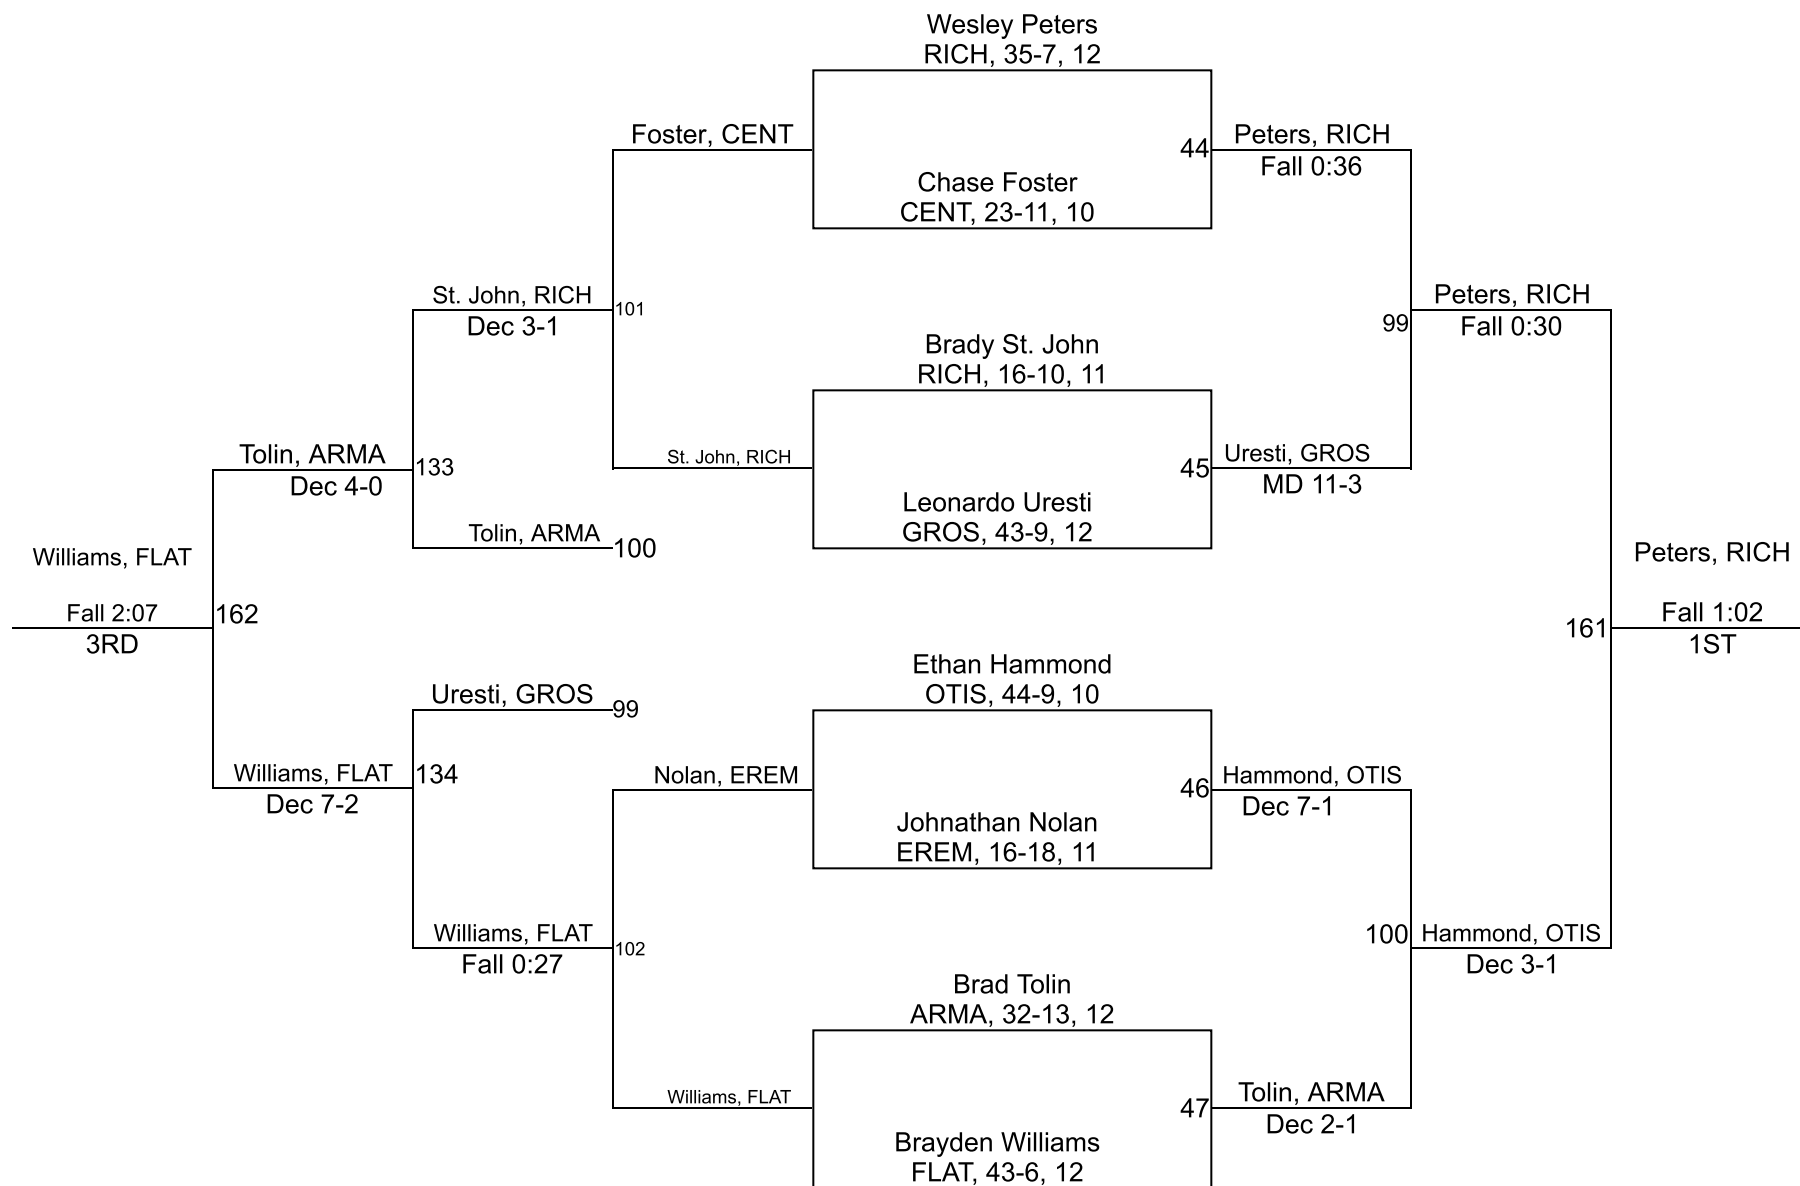 Wesley Peters
RICH, 35-7, 12
Foster, CENT
44
Peters, RICH
Fall 0:36
Chase Foster
CENT, 23-11, 10
St. John, RICH
Dec 3-1
101
Peters, RICH
Fall 0:30
99
Brady St. John
RICH, 16-10, 11
Tolin, ARMA
Dec 4-0
133
St. John, RICH
45
Uresti, GROS
MD 11-3
Leonardo Uresti
GROS, 43-9, 12
Tolin, ARMA
100
Williams, FLAT
Fall 2:07
3RD
162
Peters, RICH
Fall 1:02
1ST
161
Ethan Hammond
OTIS, 44-9, 10
Uresti, GROS
99
Williams, FLAT
Dec 7-2
134
Nolan, EREM
46
Hammond, OTIS
Dec 7-1
Johnathan Nolan
EREM, 16-18, 11
Williams, FLAT
Fall 0:27
102
100
Hammond, OTIS
Dec 3-1
Brad Tolin
ARMA, 32-13, 12
Williams, FLAT
47
Tolin, ARMA
Dec 2-1
Brayden Williams
FLAT, 43-6, 12